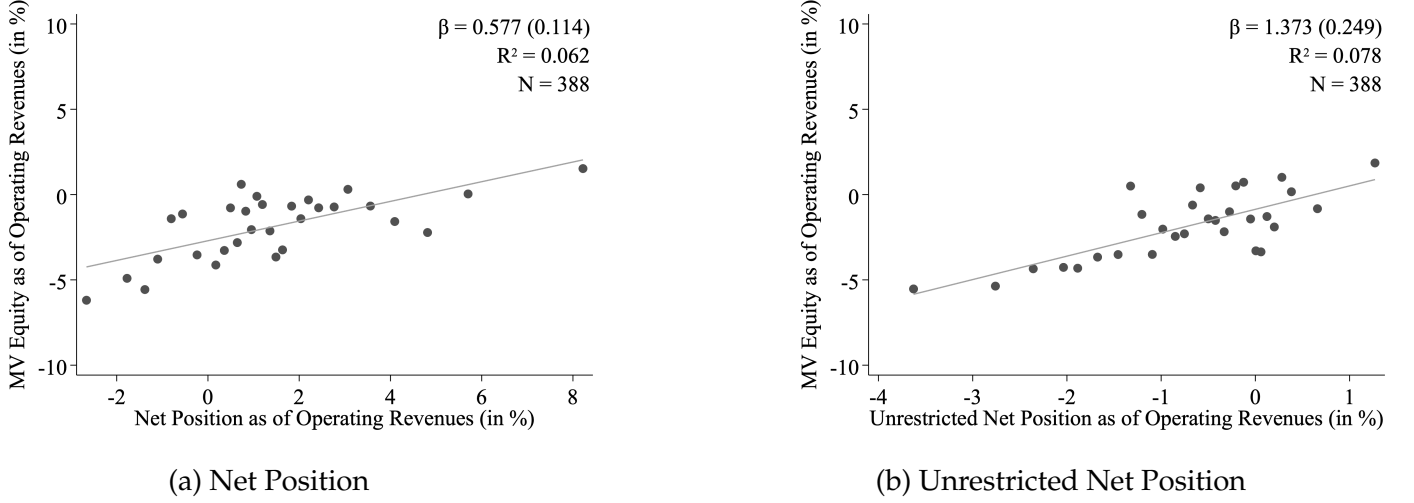 MV Equity as of Operating Revenues (in %)
10
5
0
-5
-10
β = 0.577 (0.114)
R² = 0.062
N = 388
-2 0 2 4 6 8
Net Position as of Operating Revenues (in %)
(a) Net Position
MV Equity as of Operating Revenues (in %)
10
5
0
-5
-10
β = 1.373 (0.249)
R² = 0.078
N = 388
-4 -3 -2 -1 0 1
Unrestricted Net Position as of Operating Revenues (in %)
(b) Unrestricted Net Position